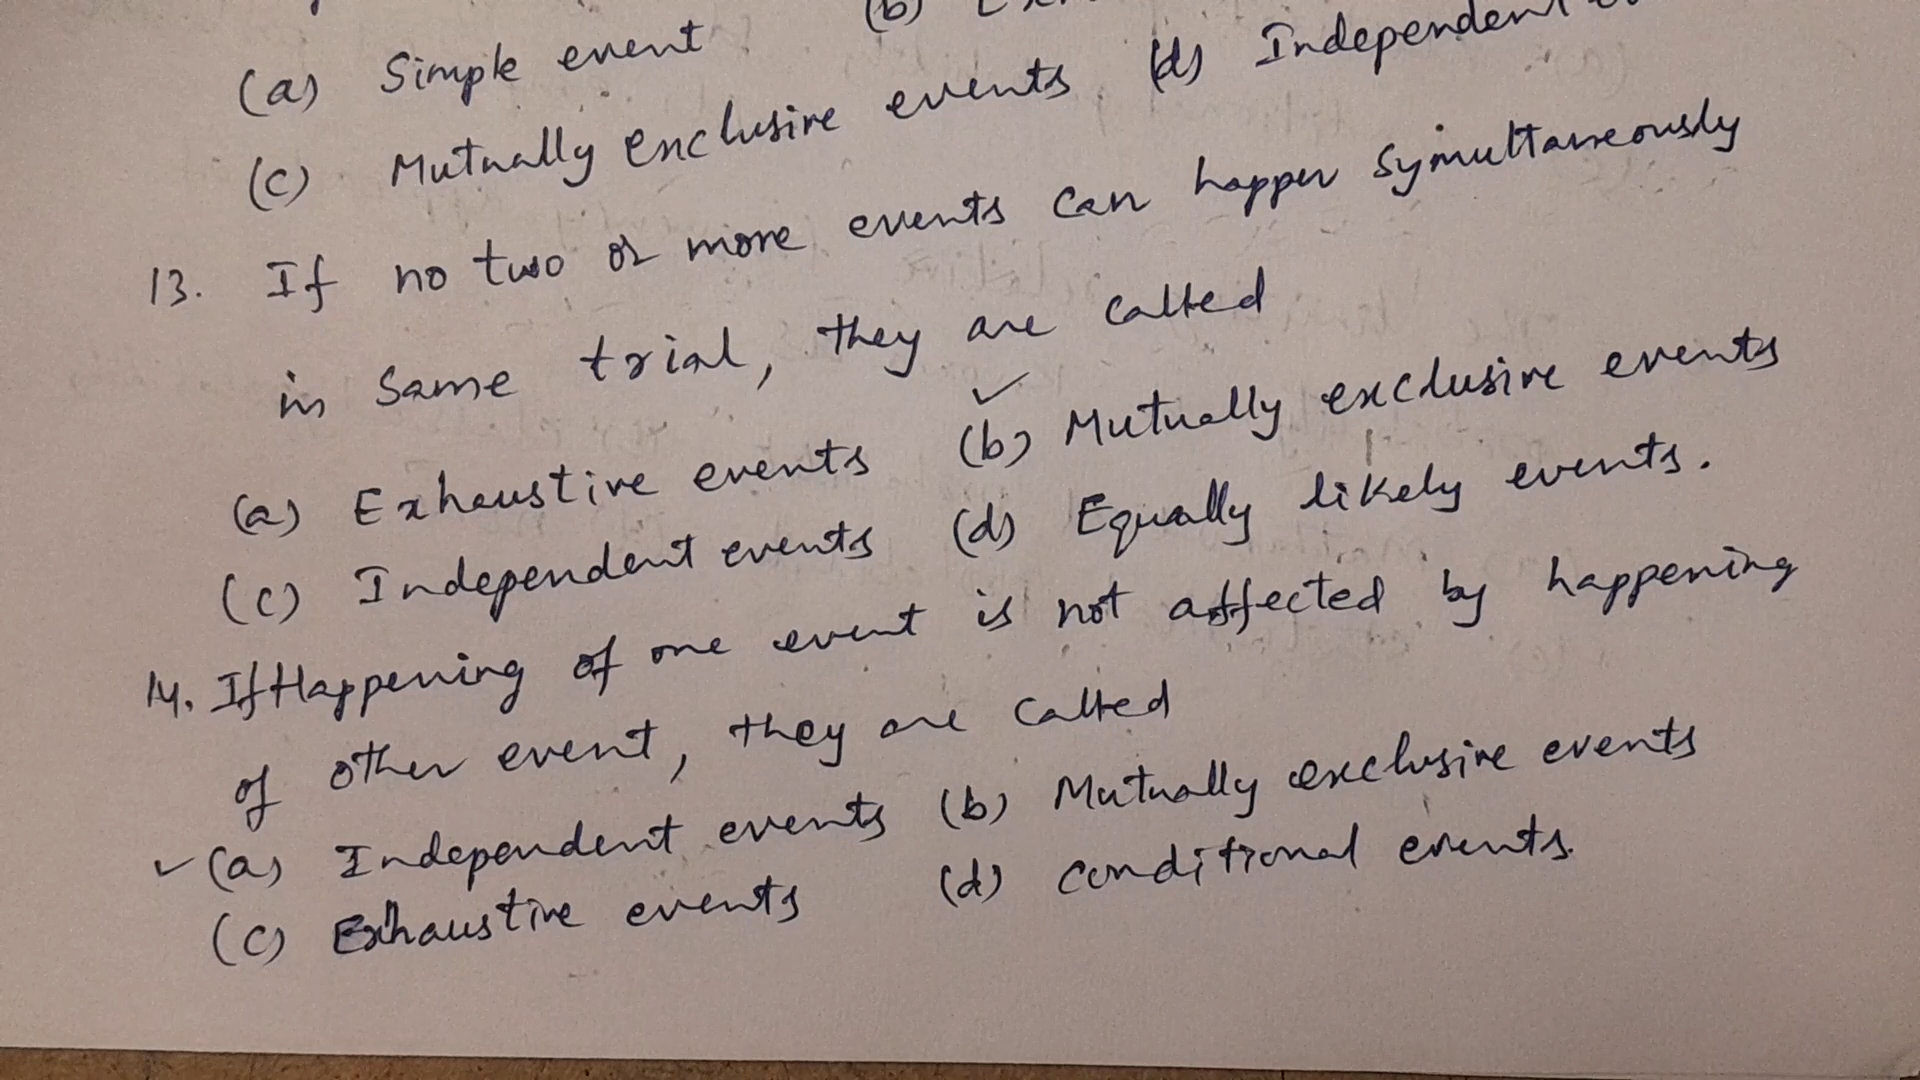 (a) Simple event (b)
(c) Mutually exclusive events (d) Independent
13. If no two or more events can happen symultaneously
in same trial, they are called
(a) Exhaustive events (b) Mutually exclusive events
(c) Independent events (d) Equally likely events.
14. If Happening of one event is not affected by happening
of other event, they are called
(a) Independent events (b) Mutually exclusive events
(c) Exhaustive events (d) conditional events.